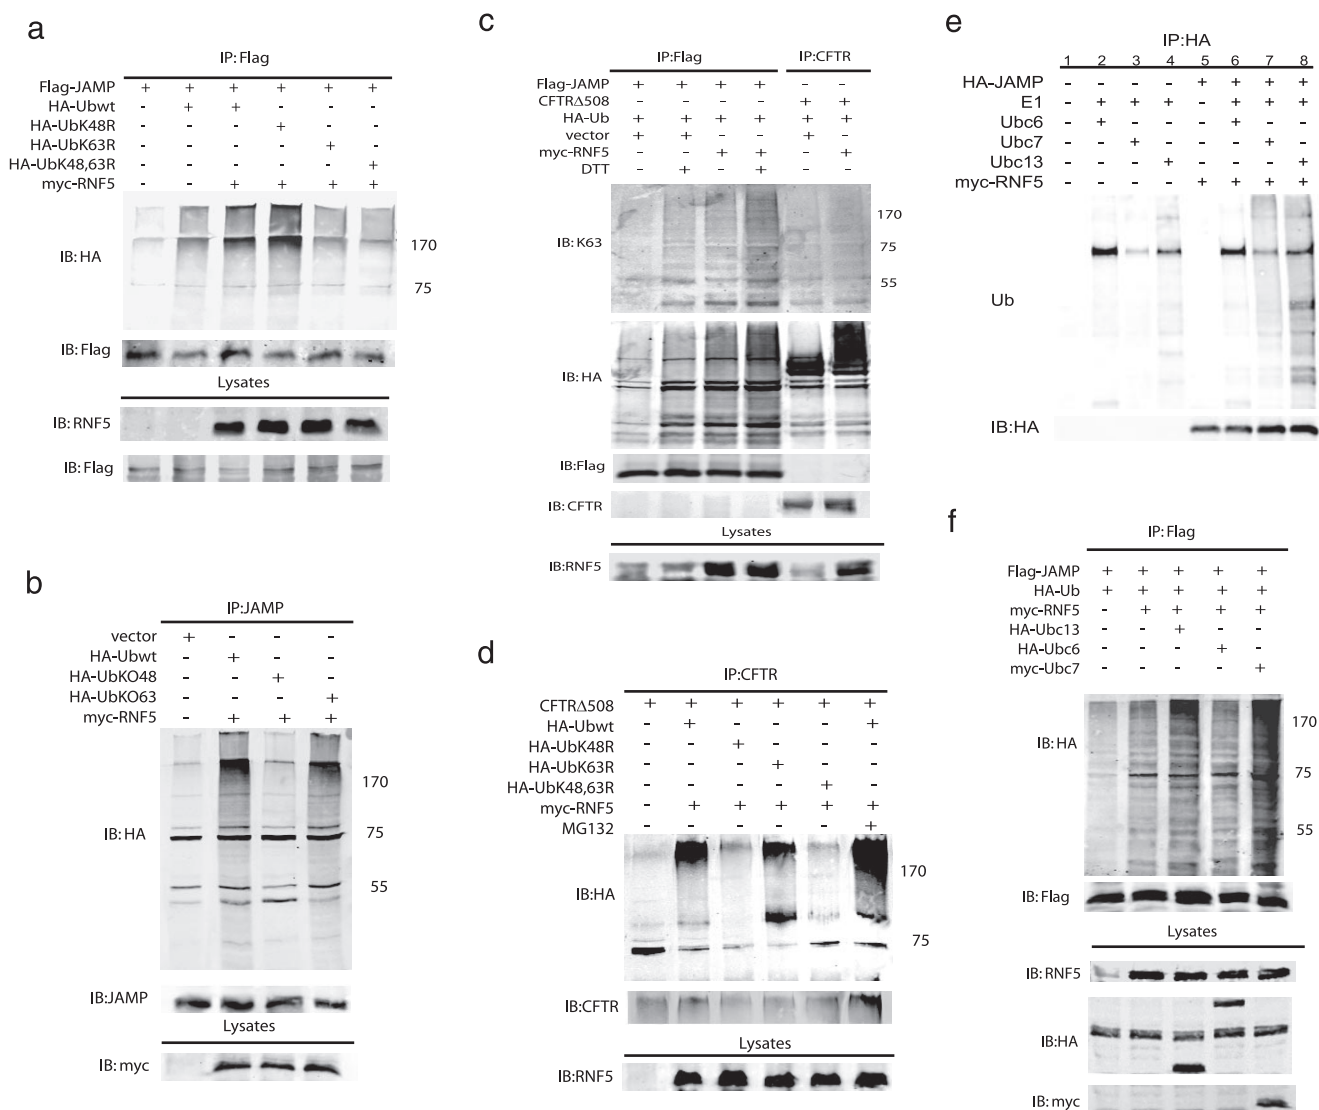 a
IP: Flag
Flag-JAMP + + + + + +
HA-Ubwt - + + - - -
HA-UbK48R - - - + - -
HA-UbK63R - - - - + -
HA-UbK48,63R - - - - - +
myc-RNF5 - - + + + +
IB: HA
170
75
IB: Flag
Lysates
IB: RNF5
IB: Flag
b
IP:JAMP
vector + - - -
HA-Ubwt - + - -
HA-UbKO48 - - + -
HA-UbKO63 - - - +
myc-RNF5 - + + +
IB: HA
170
75
55
IB:JAMP
Lysates
IB: myc
c
IP:Flag IP:CFTR
Flag-JAMP + + + + - -
CFTRΔ508 - - - - + +
HA-Ub + + + + + +
vector + + - - + -
myc-RNF5 - - + + - +
DTT - + - + - -
IB: K63
170
75
55
IB: HA
IB:Flag
IB: CFTR
Lysates
IB:RNF5
d
IP:CFTR
CFTRΔ508 + + + + + +
HA-Ubwt - + - - - +
HA-UbK48R - - + - - -
HA-UbK63R - - - + - -
HA-UbK48,63R - - - - + -
myc-RNF5 - + + + + +
MG132 - - - - - +
IB:HA
170
75
IB:CFTR
Lysates
IB:RNF5
e
IP:HA
1 2 3 4 5 6 7 8
HA-JAMP - - - - + + + +
E1 - + + + - + + +
Ubc6 - + - - - + - -
Ubc7 - - + - - - + -
Ubc13 - - - + - - - +
myc-RNF5 - - - - + + + +
Ub
IB:HA
f
IP: Flag
Flag-JAMP + + + + +
HA-Ub + + + + +
myc-RNF5 - + + + +
HA-Ubc13 - - + - -
HA-Ubc6 - - - + -
myc-Ubc7 - - - - +
IB: HA
170
75
55
IB: Flag
Lysates
IB: RNF5
IB:HA
IB: myc